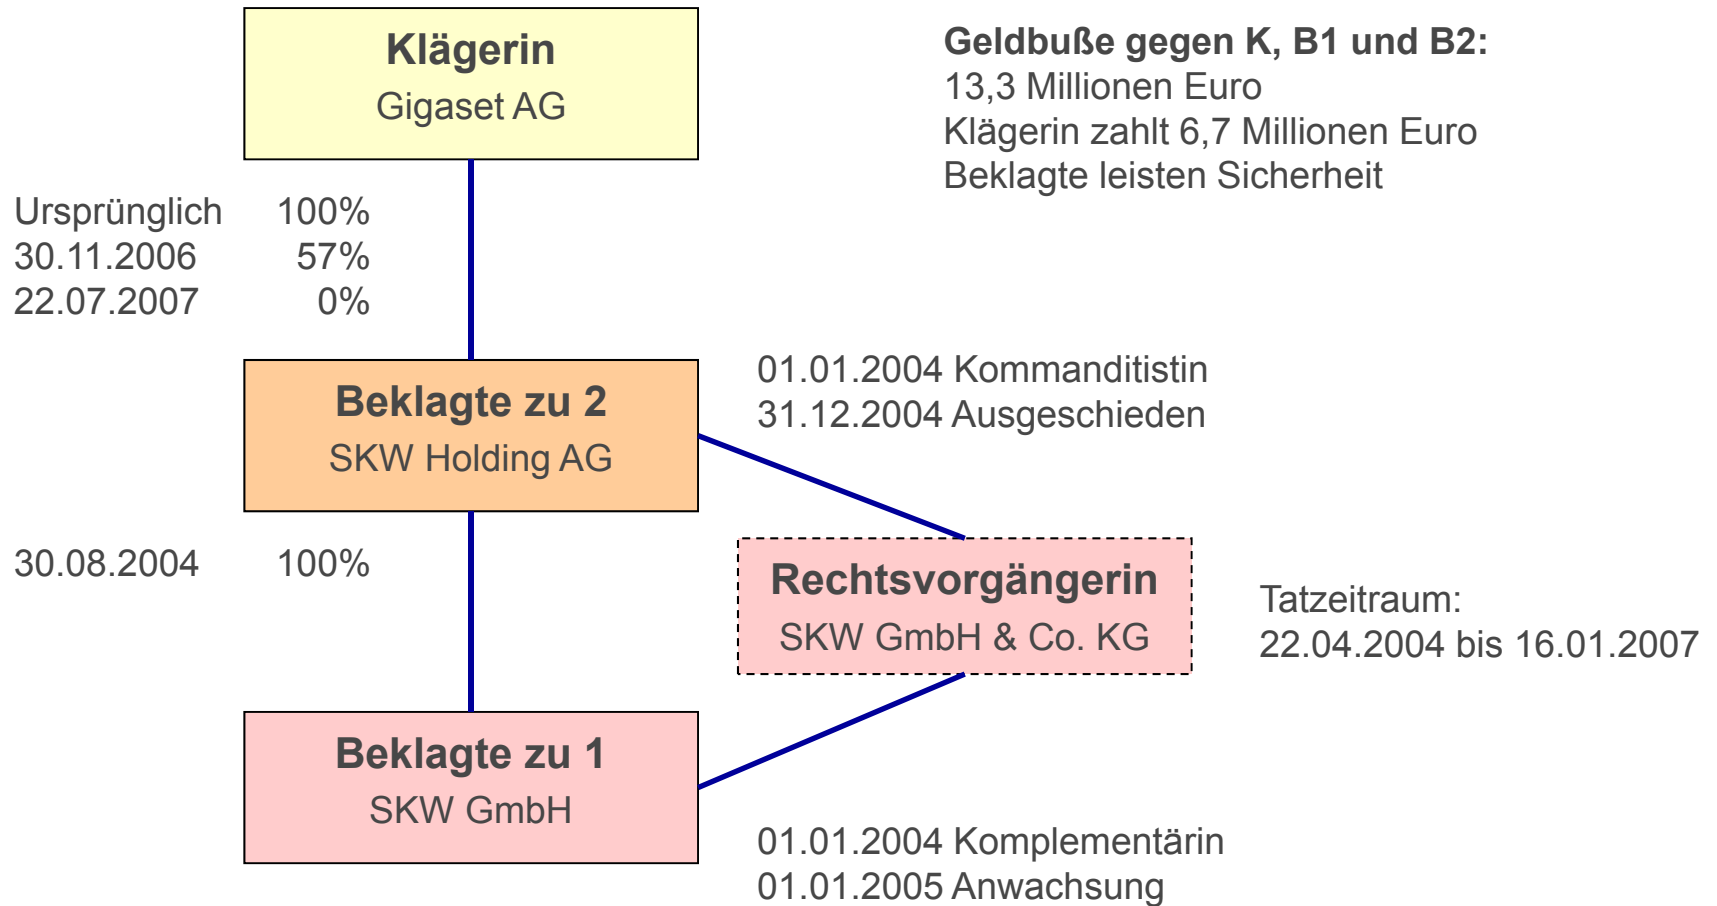 Klägerin
Gigaset AG
Geldbuße gegen K, B1 und B2:
13,3 Millionen Euro
Klägerin zahlt 6,7 Millionen Euro
Beklagte leisten Sicherheit
Ursprünglich 100%
30.11.2006 57%
22.07.2007 0%
Beklagte zu 2
SKW Holding AG
01.01.2004 Kommanditistin
31.12.2004 Ausgeschieden
30.08.2004 100%
Rechtsvorgängerin
SKW GmbH & Co. KG
Tatzeitraum:
22.04.2004 bis 16.01.2007
Beklagte zu 1
SKW GmbH
01.01.2004 Komplementärin
01.01.2005 Anwachsung